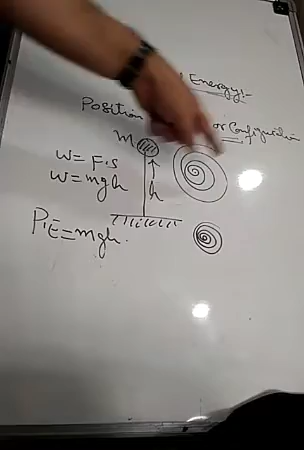 Energy:-
Position or Configuration
m
W = F.S
W = mgh
h
P.E = mgh.